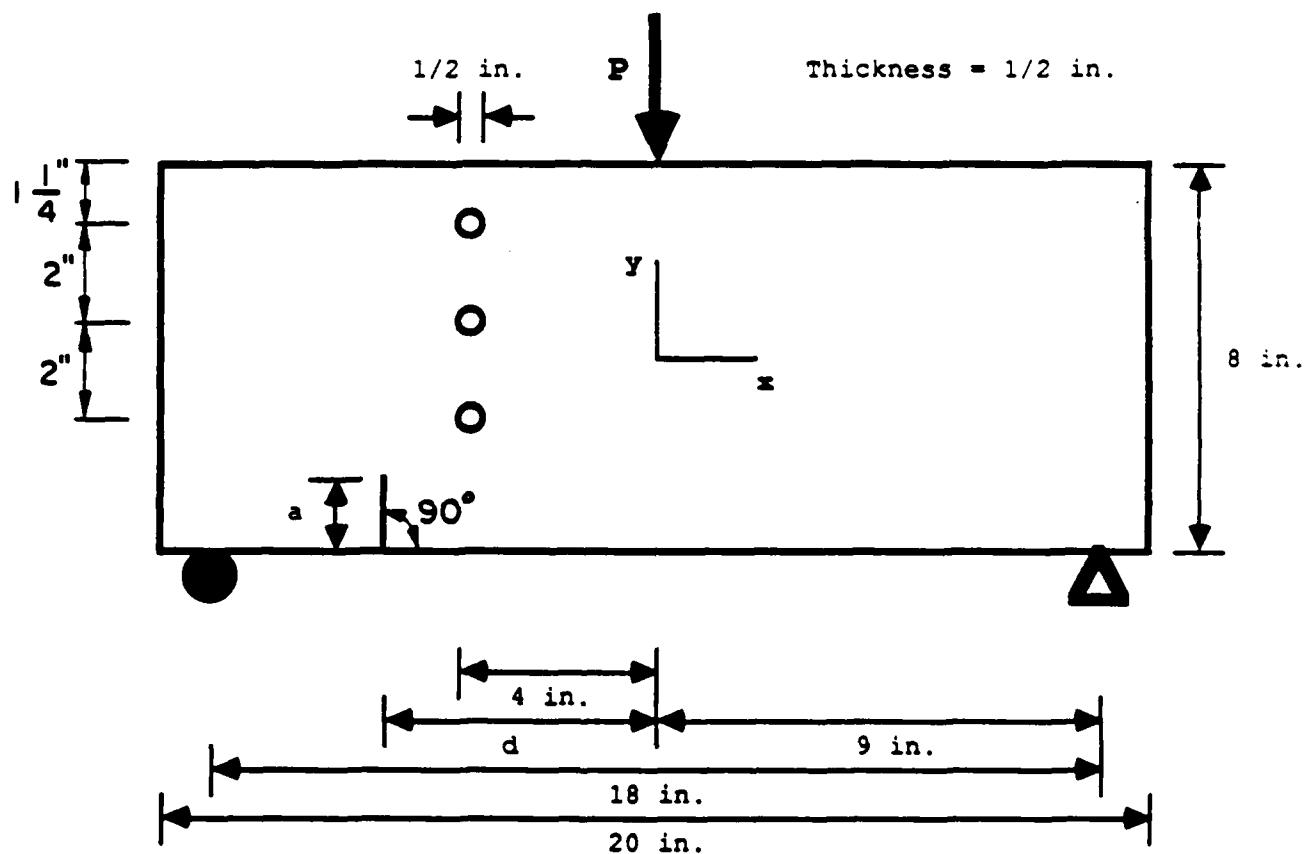 1/2 in.
P
Thickness = 1/2 in.
1 1/4"
2"
2"
y
x
8 in.
a
90°
4 in.
d
9 in.
18 in.
20 in.